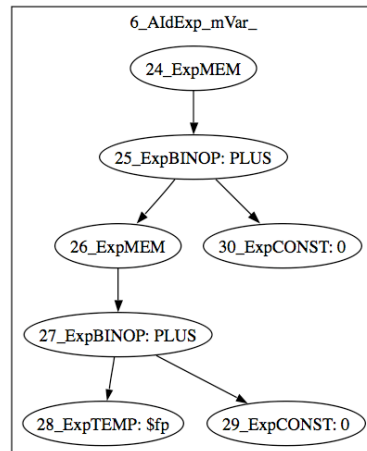 6_AIdExp_mVar_
24_ExpMEM
25_ExpBINOP: PLUS
26_ExpMEM
30_ExpCONST: 0
27_ExpBINOP: PLUS
28_ExpTEMP: $fp
29_ExpCONST: 0